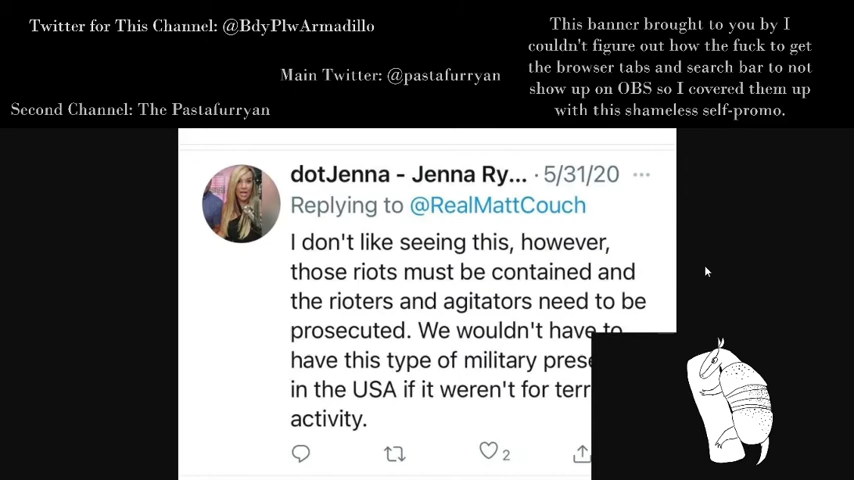 Twitter for This Channel: @BdyPlwArmadillo
Main Twitter: @pastafurryan
Second Channel: The Pastafurryan
This banner brought to you by I
couldn't figure out how the fuck to get
the browser tabs and search bar to not
show up on OBS so I covered them up
with this shameless self-promo.
dotJenna - Jenna Ry... · 5/31/20 ...
Replying to @RealMattCouch
I don't like seeing this, however,
those riots must be contained and
the rioters and agitators need to be
prosecuted. We wouldn't have to
have this type of military
in the USA if it weren't for
activity.
2